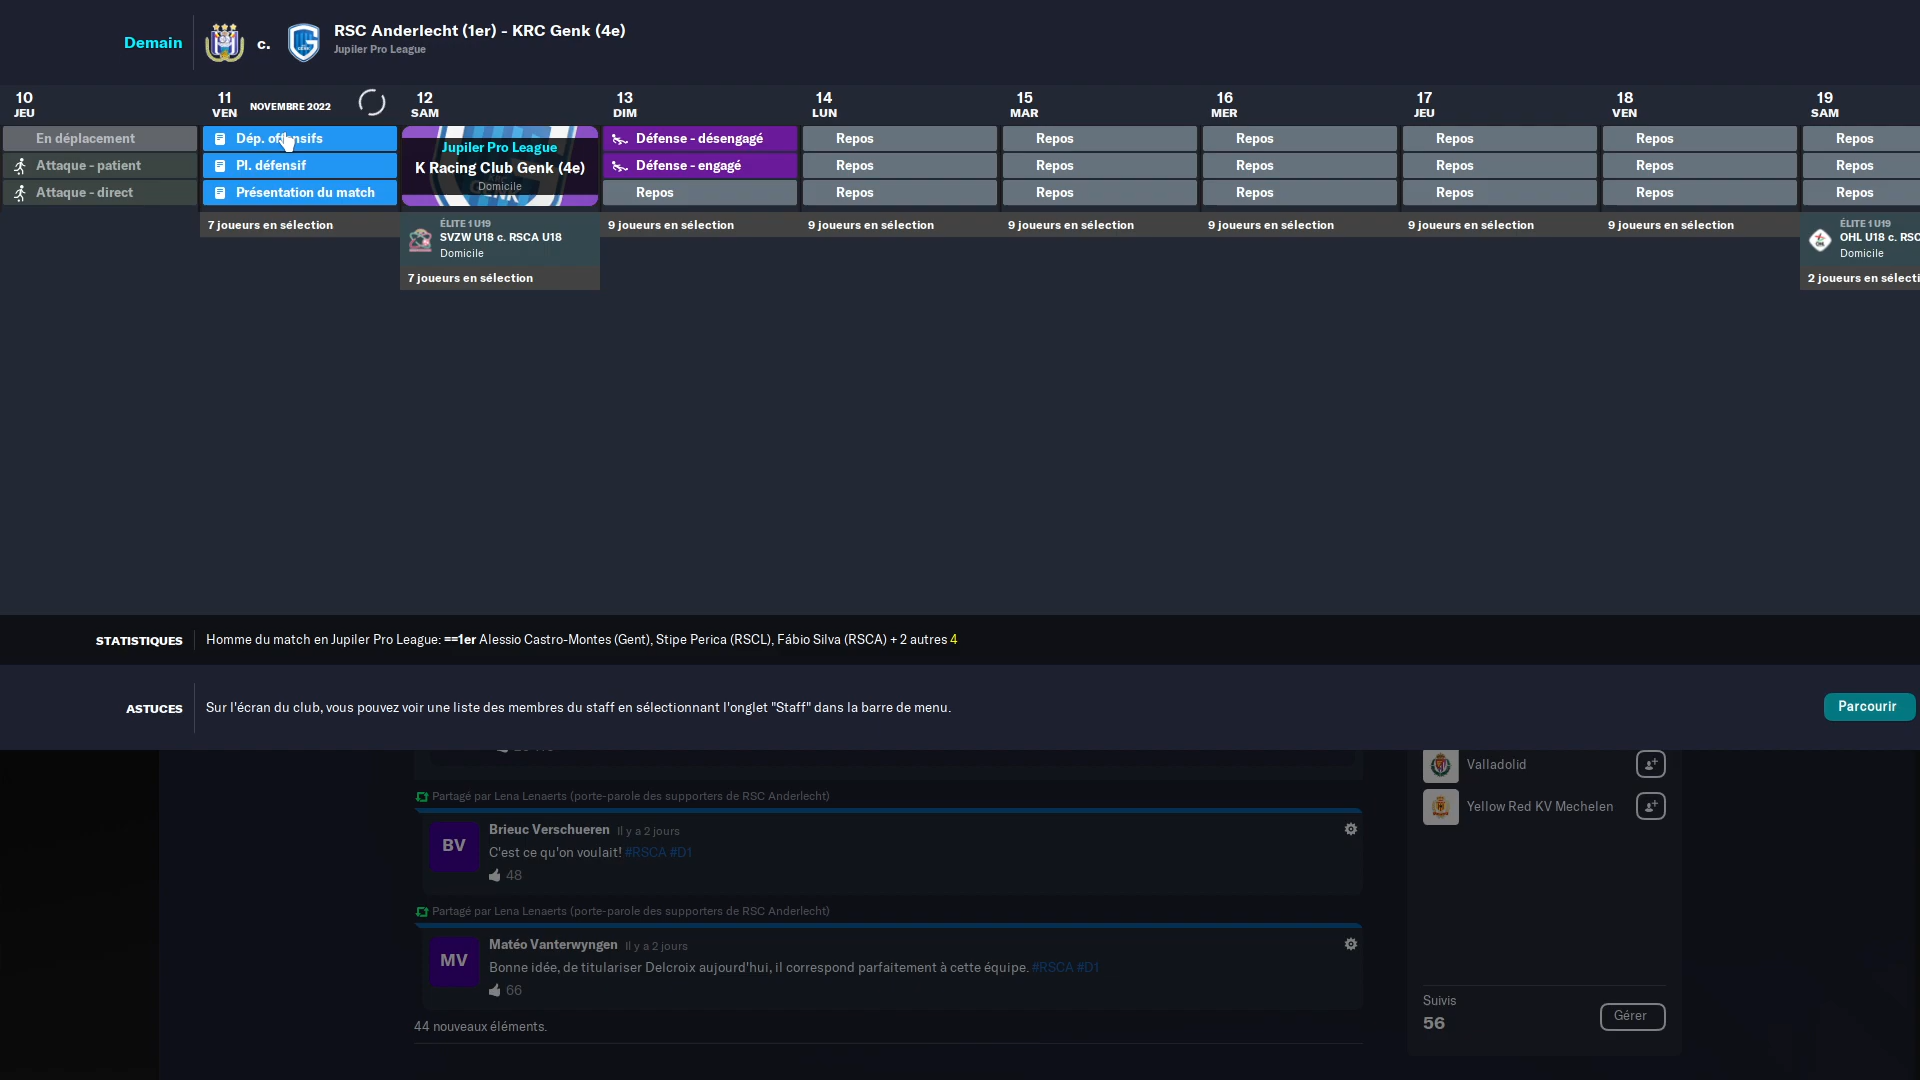 Demain
c.
RSC Anderlecht (1er) - KRC Genk (4e)
Jupiler Pro League
10
JEU
11
VEN
NOVEMBRE 2022
12
SAM
13
DIM
14
LUN
15
MAR
16
MER
17
JEU
18
VEN
19
SAM
En déplacement
Attaque - patient
Attaque - direct
Dép. offensifs
Pl. défensif
Présentation du match
7 joueurs en sélection
Jupiler Pro League
K Racing Club Genk (4e)
Domicile
ÉLITE 1 U19
SVZW U18 c. RSCA U18
Domicile
7 joueurs en sélection
Défense - désengagé
Défense - engagé
Repos
9 joueurs en sélection
Repos
Repos
Repos
9 joueurs en sélection
Repos
Repos
Repos
9 joueurs en sélection
Repos
Repos
Repos
9 joueurs en sélection
Repos
Repos
Repos
9 joueurs en sélection
Repos
Repos
Repos
9 joueurs en sélection
Repos
Repos
Repos
ÉLITE 1 U19
OHL U18 c. RSC
Domicile
2 joueurs en sélecti
STATISTIQUES
Homme du match en Jupiler Pro League: ==1er Alessio Castro-Montes (Gent), Stipe Perica (RSCL), Fábio Silva (RSCA) + 2 autres 4
ASTUCES
Sur l'écran du club, vous pouvez voir une liste des membres du staff en sélectionnant l'onglet "Staff" dans la barre de menu.
Parcourir
Partagé par Lena Lenaerts (porte-parole des supporters de RSC Anderlecht)
BV
Brieuc Verschueren Il y a 2 jours
C'est ce qu'on voulait! #RSCA #D1
48
Partagé par Lena Lenaerts (porte-parole des supporters de RSC Anderlecht)
MV
Matéo Vanterwyngen Il y a 2 jours
Bonne idée, de titulariser Delcroix aujourd'hui, il correspond parfaitement à cette équipe. #RSCA #D1
66
44 nouveaux éléments.
Valladolid
Yellow Red KV Mechelen
Suivis
56
Gérer